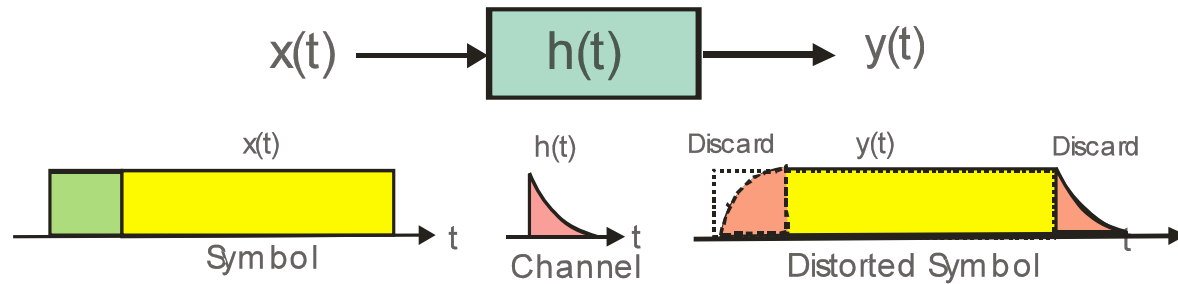 x(t) h(t) y(t)
x(t) h(t) Discard y(t) Discard
t t t
Symbol Channel Distorted Symbol